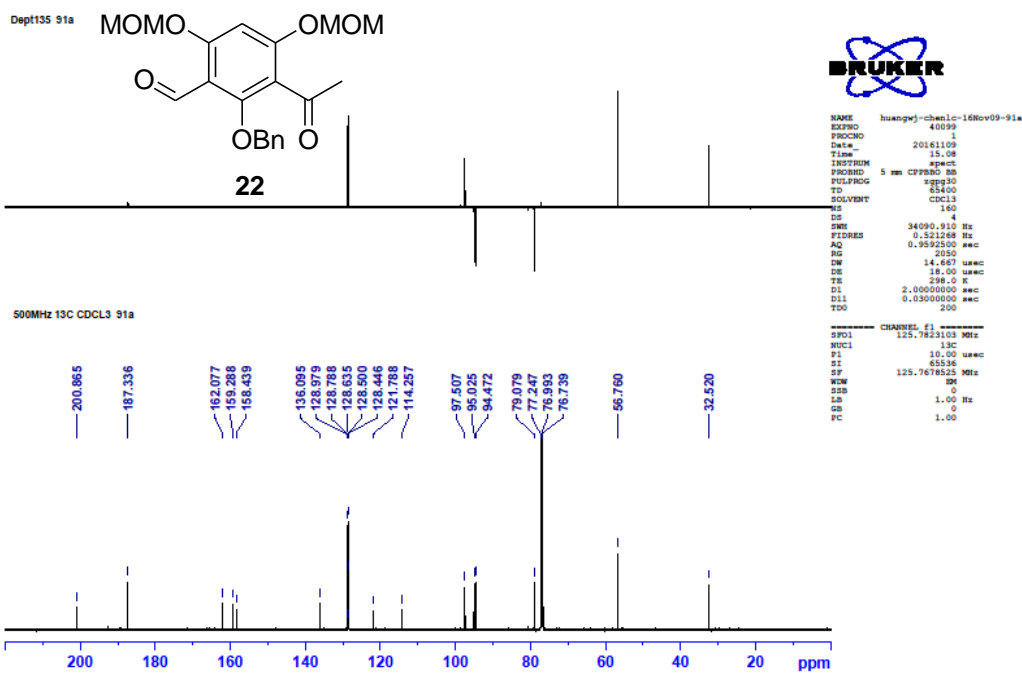 Dept135 91a
MOMO
OMOM
O
OBn
O
22
BRUKER
NAME huangwj-chenlc-16Nov09-91a
EXPNO 40099
PROCNO 1
Date_ 20161109
Time 15.08
INSTRUM spect
PROBHD 5 mm CPPBBO BB
PULPROG zgpg30
TD 65400
SOLVENT CDCl3
NS 160
DS 4
SWH 34090.910 Hz
FIDRES 0.521268 Hz
AQ 0.9592500 sec
RG 2050
DW 14.667 usec
DE 18.00 usec
TE 298.0 K
D1 2.00000000 sec
D11 0.03000000 sec
TD0 200
======== CHANNEL f1 ========
SFO1 125.7823103 MHz
NUC1 13C
P1 10.00 usec
SI 65536
SF 125.7678525 MHz
WDW EM
SSB 0
LB 1.00 Hz
GB 0
PC 1.00
500MHz 13C CDCL3 91a
200.865
187.336
162.077
159.288
158.439
136.095
128.979
128.788
128.635
128.500
128.446
121.788
114.257
97.507
95.025
94.472
79.079
77.247
76.993
76.739
56.760
32.520
200 180 160 140 120 100 80 60 40 20 ppm